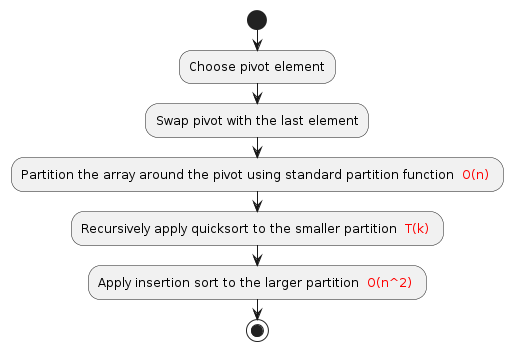 Choose pivot element
Swap pivot with the last element
Partition the array around the pivot using standard partition function O(n)
Recursively apply quicksort to the smaller partition T(k)
Apply insertion sort to the larger partition O(n^2)